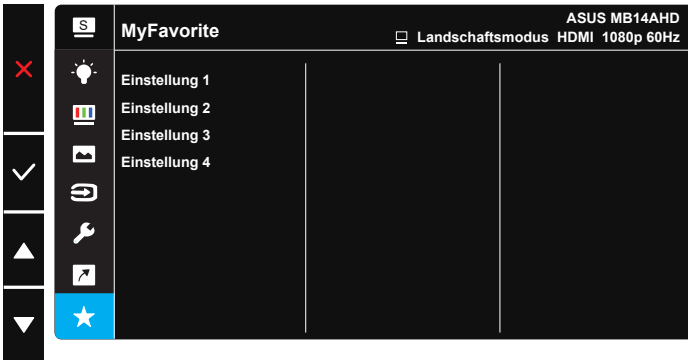 S
MyFavorite
ASUS MB14AHD
Landschaftsmodus HDMI 1080p 60Hz
Einstellung 1
Einstellung 2
Einstellung 3
Einstellung 4